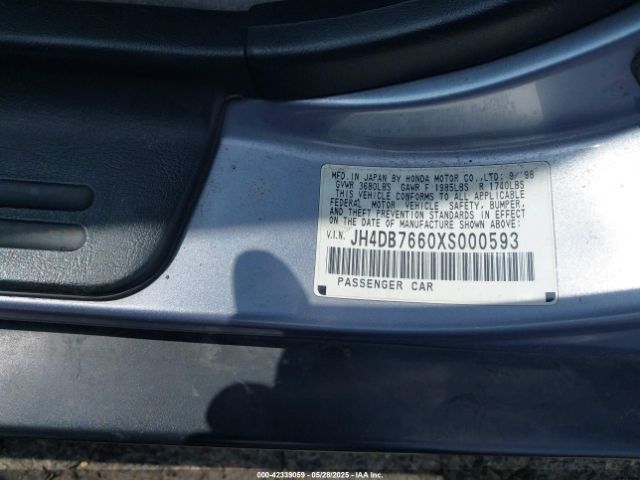 MFD. IN JAPAN BY HONDA MOTOR CO.,LTD: 9/'98
GVWR 3680LBS GAWR F 1985LBS R 1740LBS
THIS VEHICLE CONFORMS TO ALL APPLICABLE
FEDERAL MOTOR VEHICLE SAFETY, BUMPER,
AND THEFT PREVENTION STANDARDS IN EFFECT
ON THE DATE OF MANUFACTURE SHOWN ABOVE.
V.I.N. JH4DB7660XS000593
PASSENGER CAR
000-42339059 05/28/2025 IAA INC.